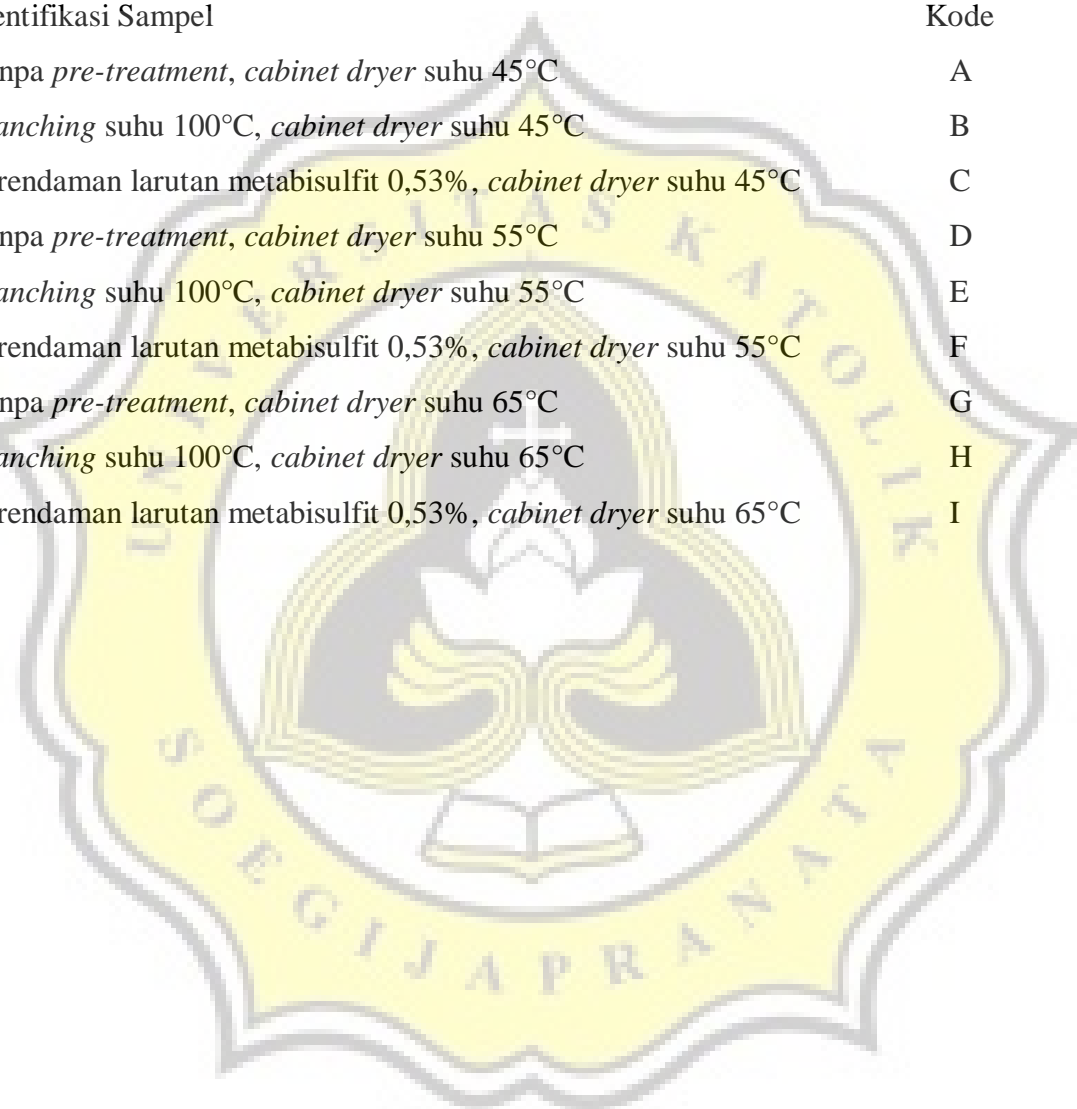 entifikasi Sampel Kode
npa pre-treatment, cabinet dryer suhu 45°C A
anching suhu 100°C, cabinet dryer suhu 45°C B
rendaman larutan metabisulfit 0,53%, cabinet dryer suhu 45°C C
npa pre-treatment, cabinet dryer suhu 55°C D
anching suhu 100°C, cabinet dryer suhu 55°C E
rendaman larutan metabisulfit 0,53%, cabinet dryer suhu 55°C F
npa pre-treatment, cabinet dryer suhu 65°C G
anching suhu 100°C, cabinet dryer suhu 65°C H
rendaman larutan metabisulfit 0,53%, cabinet dryer suhu 65°C I
UNIVERSITAS KATOLIK
SOEGIJAPRANATA